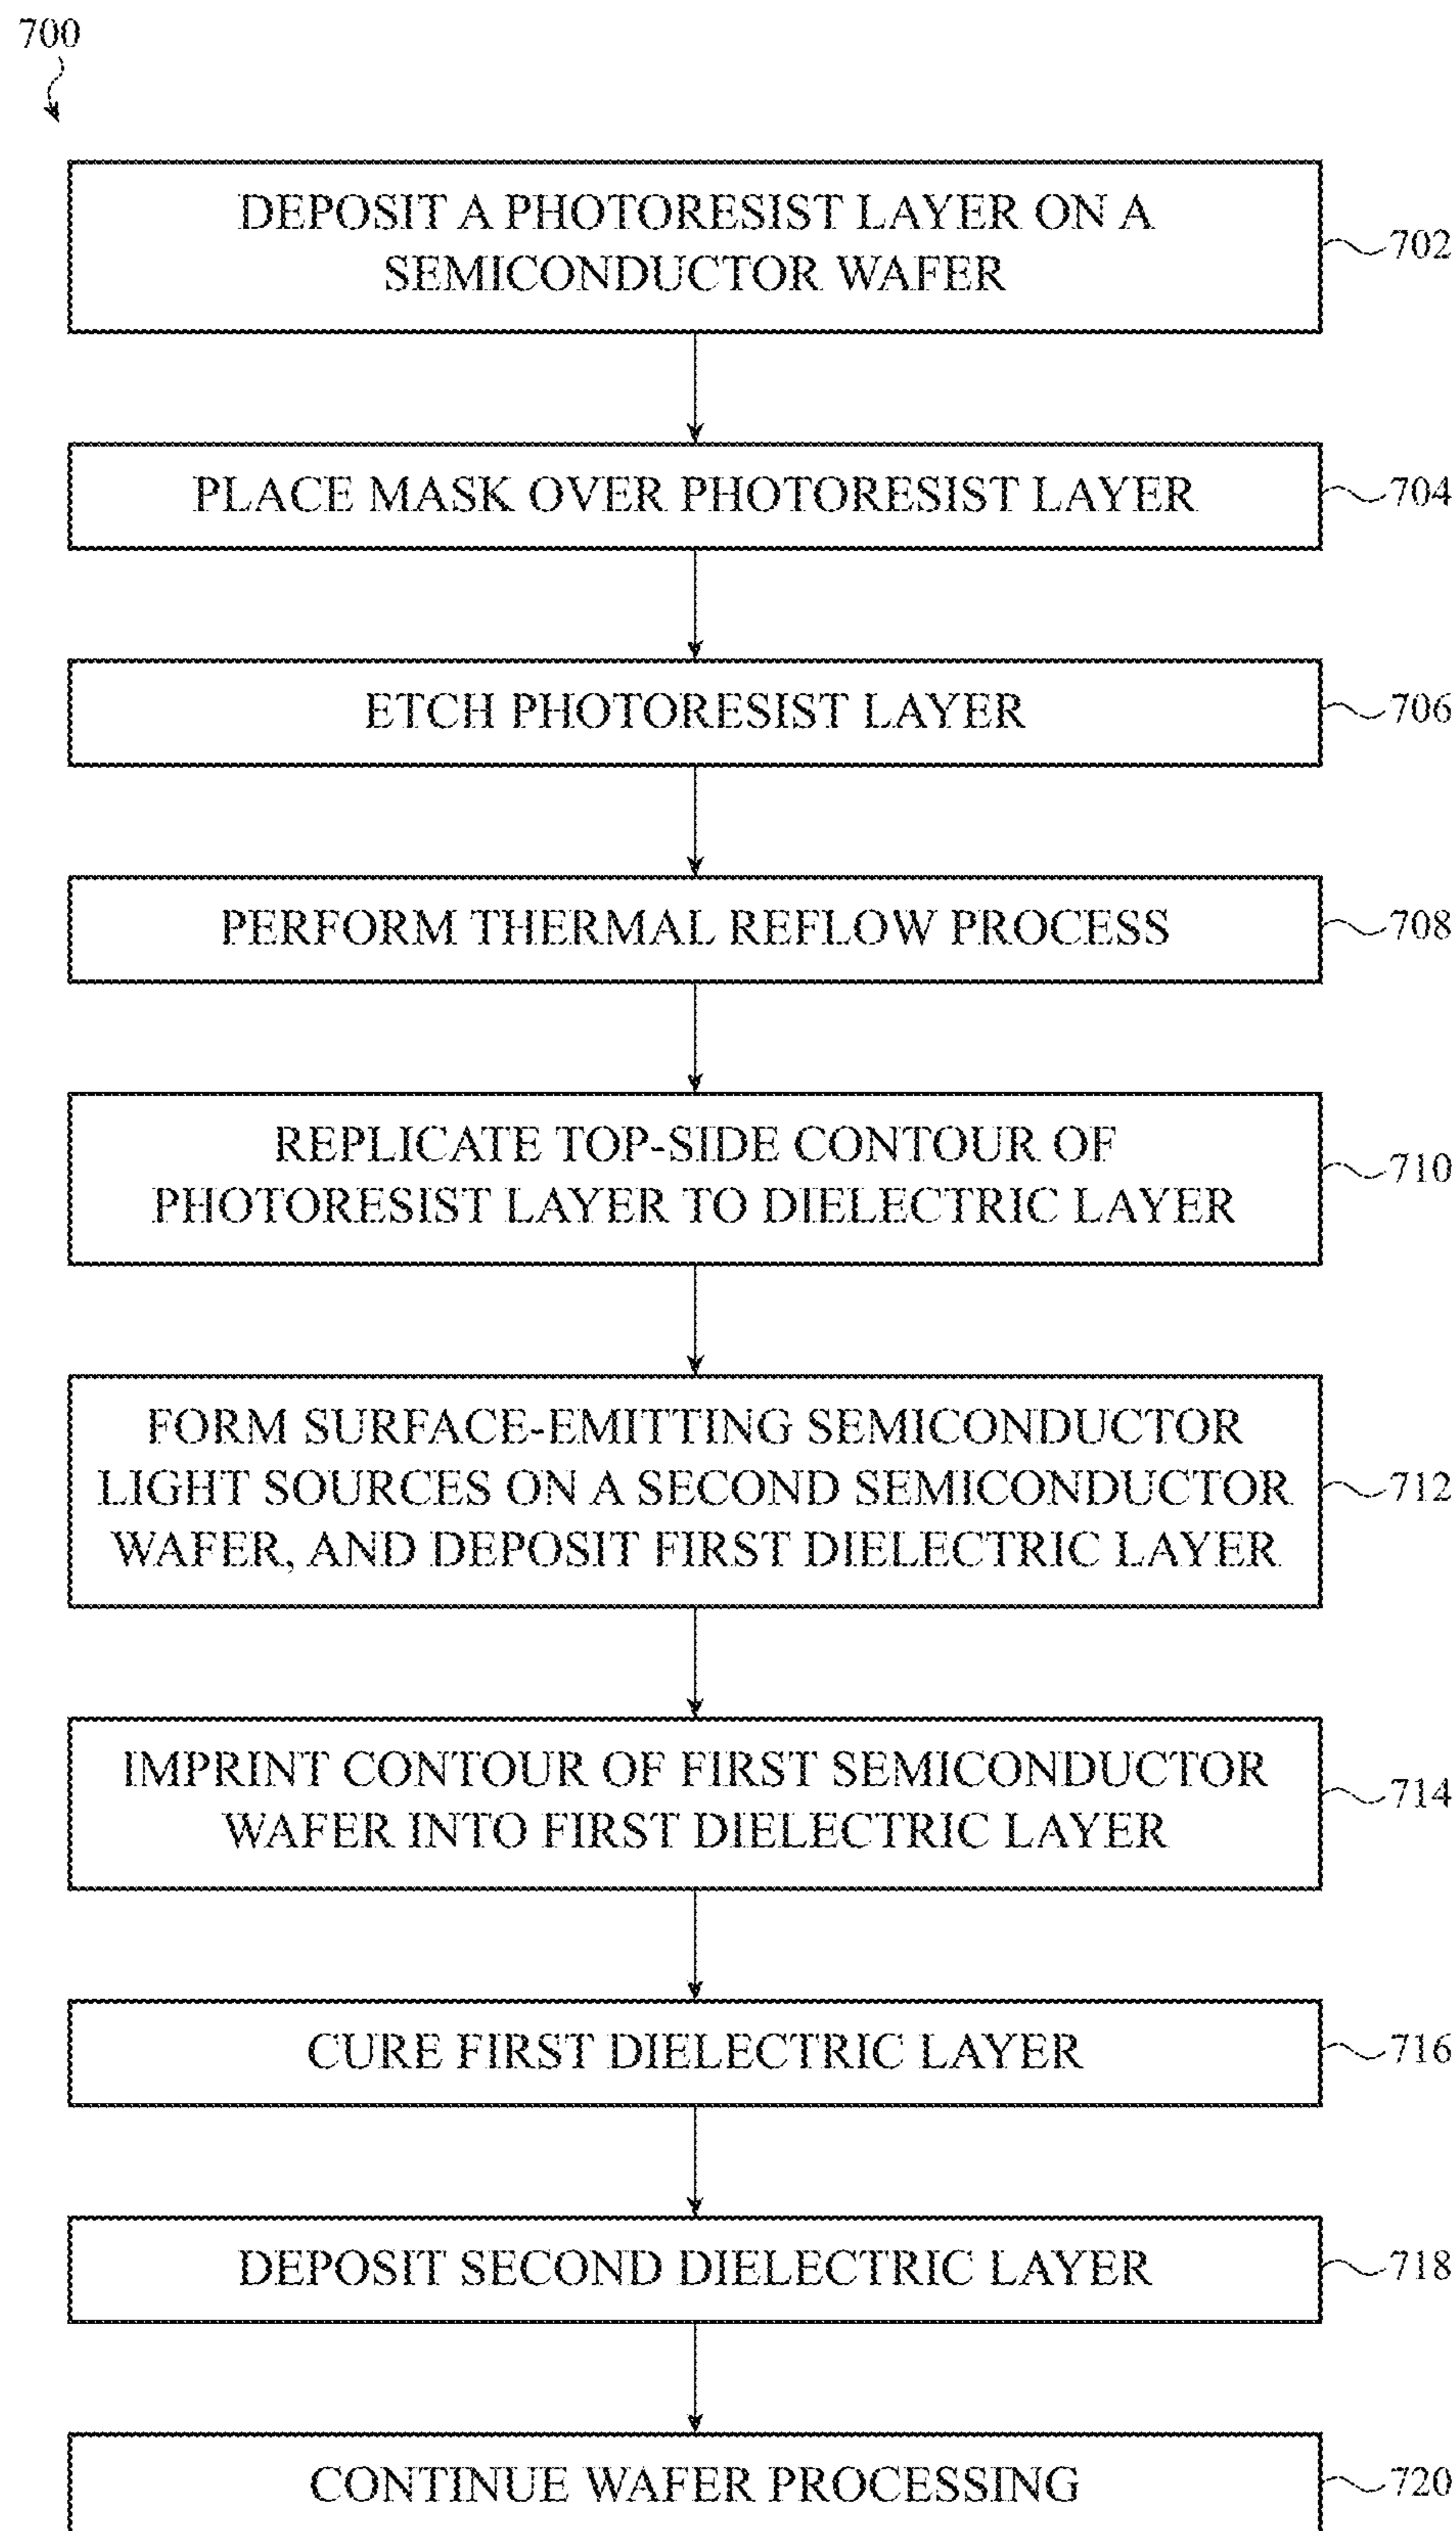 700
DEPOSIT A PHOTORESIST LAYER ON A
SEMICONDUCTOR WAFER
702
PLACE MASK OVER PHOTORESIST LAYER
704
ETCH PHOTORESIST LAYER
706
PERFORM THERMAL REFLOW PROCESS
708
REPLICATE TOP-SIDE CONTOUR OF
PHOTORESIST LAYER TO DIELECTRIC LAYER
710
FORM SURFACE-EMITTING SEMICONDUCTOR
LIGHT SOURCES ON A SECOND SEMICONDUCTOR
WAFER, AND DEPOSIT FIRST DIELECTRIC LAYER
712
IMPRINT CONTOUR OF FIRST SEMICONDUCTOR
WAFER INTO FIRST DIELECTRIC LAYER
714
CURE FIRST DIELECTRIC LAYER
716
DEPOSIT SECOND DIELECTRIC LAYER
718
CONTINUE WAFER PROCESSING
720